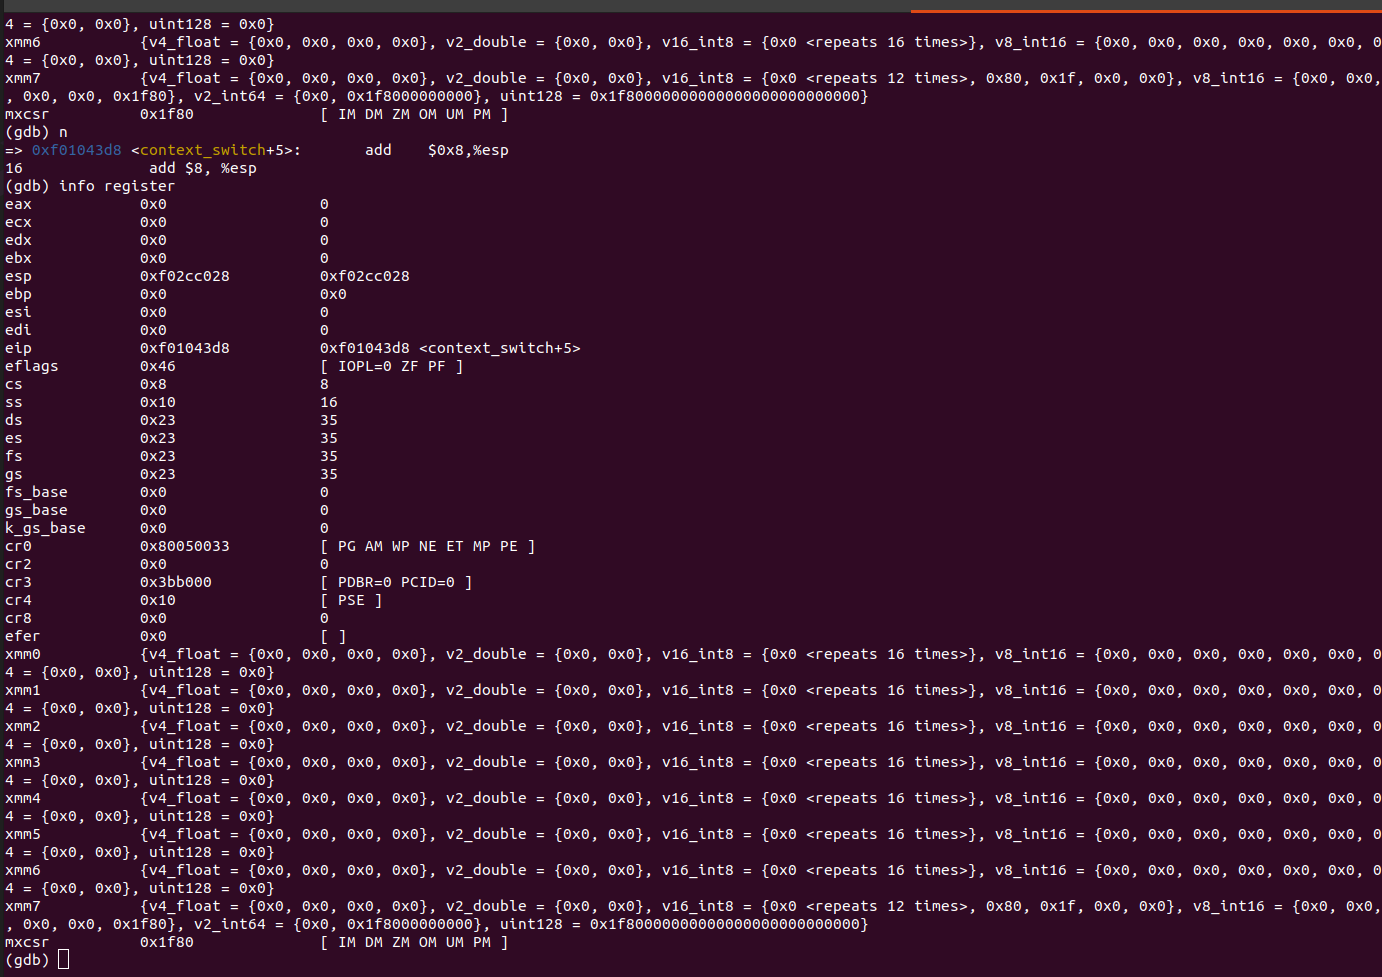 4 = {0x0, 0x0}, uint128 = 0x0}
xmm6            {v4_float = {0x0, 0x0, 0x0, 0x0}, v2_double = {0x0, 0x0}, v16_int8 = {0x0 <repeats 16 times>}, v8_int16 = {0x0, 0x0, 0x0, 0x0, 0x0, 0x0, 0
4 = {0x0, 0x0}, uint128 = 0x0}
xmm7            {v4_float = {0x0, 0x0, 0x0, 0x0}, v2_double = {0x0, 0x0}, v16_int8 = {0x0 <repeats 12 times>, 0x80, 0x1f, 0x0, 0x0}, v8_int16 = {0x0, 0x0,
, 0x0, 0x0, 0x1f80}, v2_int64 = {0x0, 0x1f8000000000}, uint128 = 0x1f80000000000000000000000000}
mxcsr          0x1f80              [ IM DM ZM OM UM PM ]
(gdb) n
=> 0xf01043d8 <context_switch+5>:       add    $0x8,%esp
16              add $8, %esp
(gdb) info register
eax            0x0                 0
ecx            0x0                 0
edx            0x0                 0
ebx            0x0                 0
esp            0xf02cc028          0xf02cc028
ebp            0x0                 0x0
esi            0x0                 0
edi            0x0                 0
eip            0xf01043d8          0xf01043d8 <context_switch+5>
eflags         0x46                [ IOPL=0 ZF PF ]
cs             0x8                 8
ss             0x10                16
ds             0x23                35
es             0x23                35
fs             0x23                35
gs             0x23                35
fs_base        0x0                 0
gs_base        0x0                 0
k_gs_base      0x0                 0
cr0            0x80050033          [ PG AM WP NE ET MP PE ]
cr2            0x0                 0
cr3            0x3bb000            [ PDBR=0 PCID=0 ]
cr4            0x10                [ PSE ]
cr8            0x0                 0
efer           0x0                 [ ]
xmm0           {v4_float = {0x0, 0x0, 0x0, 0x0}, v2_double = {0x0, 0x0}, v16_int8 = {0x0 <repeats 16 times>}, v8_int16 = {0x0, 0x0, 0x0, 0x0, 0x0, 0x0, 0
4 = {0x0, 0x0}, uint128 = 0x0}
xmm1           {v4_float = {0x0, 0x0, 0x0, 0x0}, v2_double = {0x0, 0x0}, v16_int8 = {0x0 <repeats 16 times>}, v8_int16 = {0x0, 0x0, 0x0, 0x0, 0x0, 0x0, 0
4 = {0x0, 0x0}, uint128 = 0x0}
xmm2           {v4_float = {0x0, 0x0, 0x0, 0x0}, v2_double = {0x0, 0x0}, v16_int8 = {0x0 <repeats 16 times>}, v8_int16 = {0x0, 0x0, 0x0, 0x0, 0x0, 0x0, 0
4 = {0x0, 0x0}, uint128 = 0x0}
xmm3           {v4_float = {0x0, 0x0, 0x0, 0x0}, v2_double = {0x0, 0x0}, v16_int8 = {0x0 <repeats 16 times>}, v8_int16 = {0x0, 0x0, 0x0, 0x0, 0x0, 0x0, 0
4 = {0x0, 0x0}, uint128 = 0x0}
xmm4           {v4_float = {0x0, 0x0, 0x0, 0x0}, v2_double = {0x0, 0x0}, v16_int8 = {0x0 <repeats 16 times>}, v8_int16 = {0x0, 0x0, 0x0, 0x0, 0x0, 0x0, 0
4 = {0x0, 0x0}, uint128 = 0x0}
xmm5           {v4_float = {0x0, 0x0, 0x0, 0x0}, v2_double = {0x0, 0x0}, v16_int8 = {0x0 <repeats 16 times>}, v8_int16 = {0x0, 0x0, 0x0, 0x0, 0x0, 0x0, 0
4 = {0x0, 0x0}, uint128 = 0x0}
xmm6           {v4_float = {0x0, 0x0, 0x0, 0x0}, v2_double = {0x0, 0x0}, v16_int8 = {0x0 <repeats 16 times>}, v8_int16 = {0x0, 0x0, 0x0, 0x0, 0x0, 0x0, 0
4 = {0x0, 0x0}, uint128 = 0x0}
xmm7           {v4_float = {0x0, 0x0, 0x0, 0x0}, v2_double = {0x0, 0x0}, v16_int8 = {0x0 <repeats 12 times>, 0x80, 0x1f, 0x0, 0x0}, v8_int16 = {0x0, 0x0,
, 0x0, 0x0, 0x1f80}, v2_int64 = {0x0, 0x1f8000000000}, uint128 = 0x1f80000000000000000000000000}
mxcsr          0x1f80              [ IM DM ZM OM UM PM ]
(gdb)